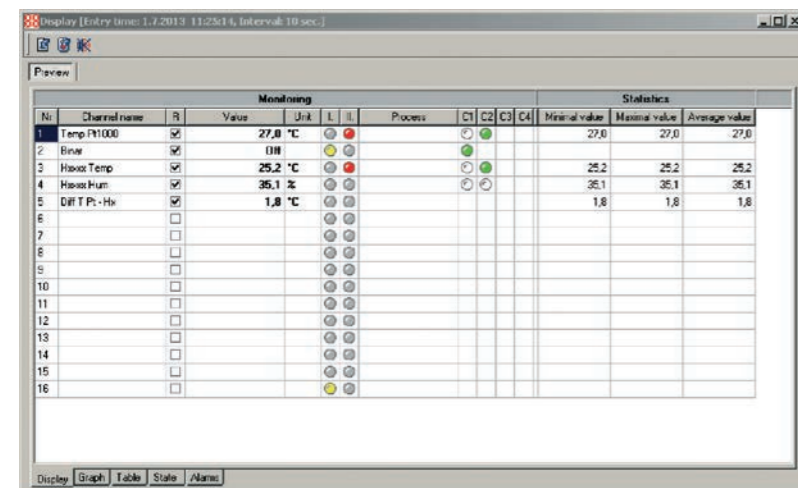 Display [Entry time: 1.7.2013 11:25:14, Interval: 10 sec.]
Preview
Monitoring Statistics
Nr Channel name R Value Unit I. II. Process C1 C2 C3 C4 Minimal value Maximal value Average value
1 Temp Pt1000 27,0 °C 27,0 27,0 27,0
2 Binar Off
3 Hxxxx Temp 25,2 °C 25,2 25,2 25,2
4 Hxxxx Hum 35,1 % 35,1 35,1 35,1
5 Diff T Pt - Hx 1,8 °C 1,8 1,8 1,8
6
7
8
9
10
11
12
13
14
15
16
Display Graph Table State Alarms